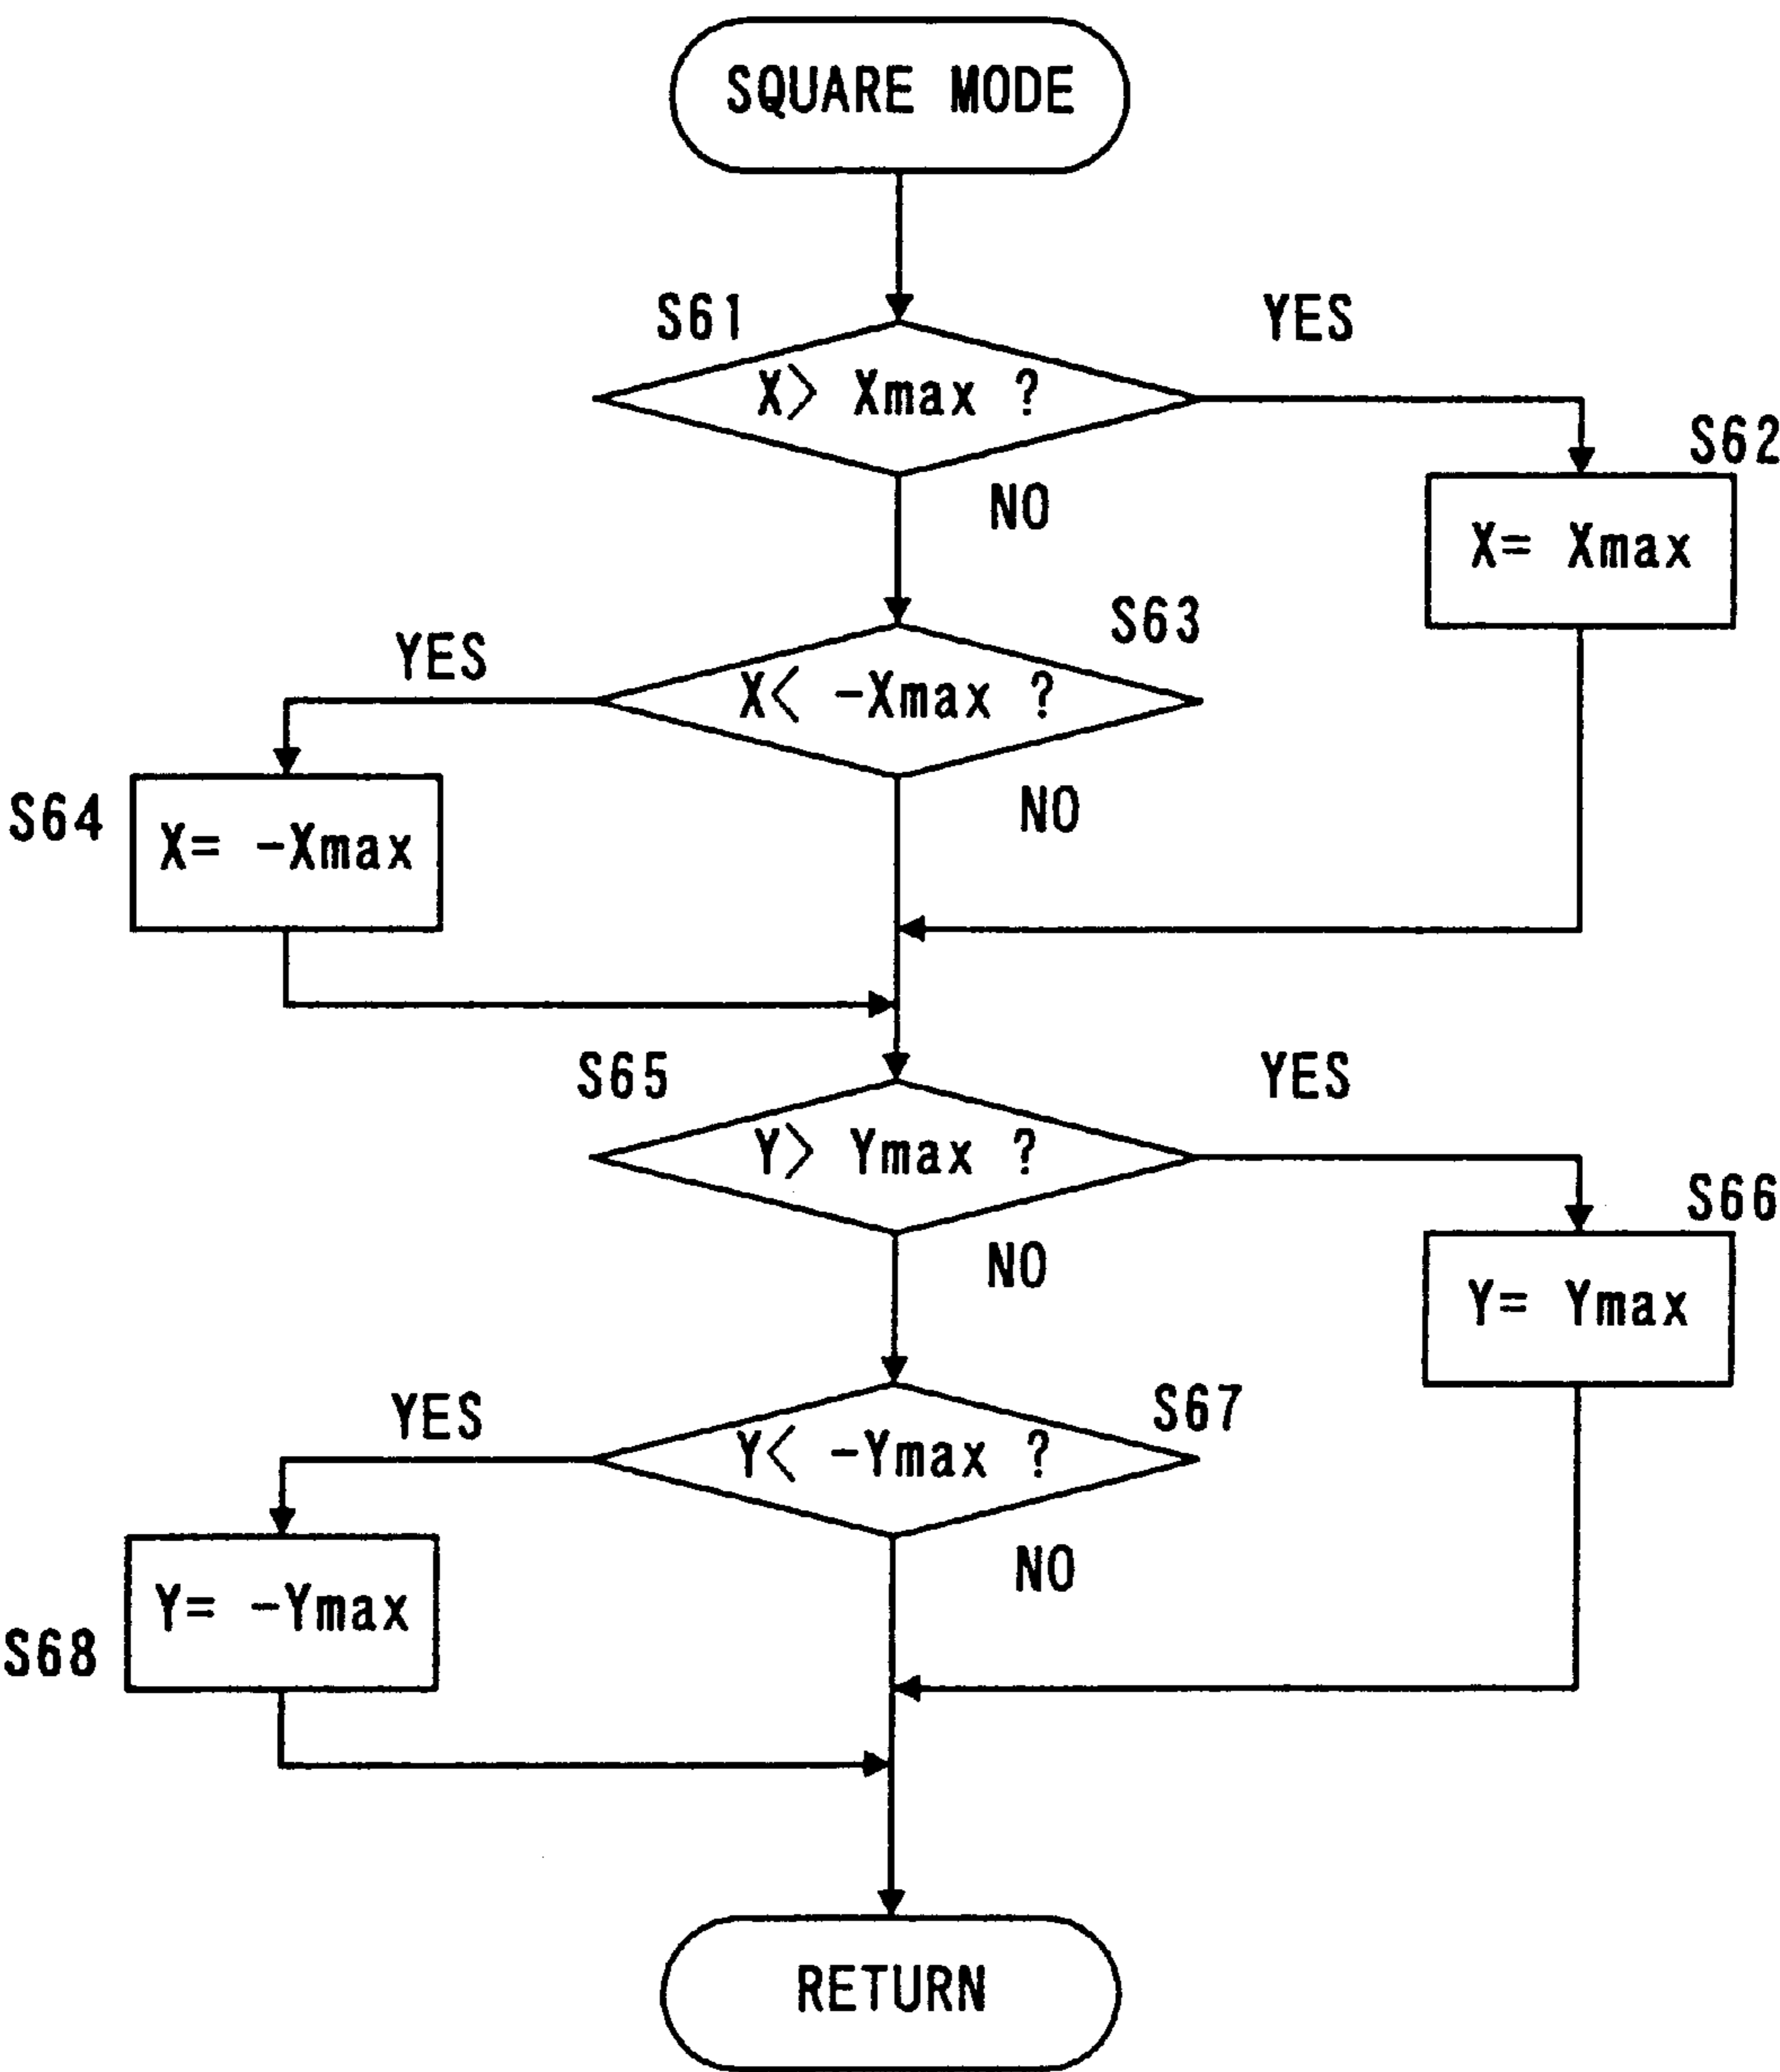 SQUARE MODE
S61
YES
X> Xmax ?
S62
NO
X= Xmax
S63
YES
X< -Xmax ?
S64
NO
X= -Xmax
S65
YES
Y> Ymax ?
S66
NO
Y= Ymax
S67
YES
Y< -Ymax ?
NO
Y= -Ymax
S68
RETURN